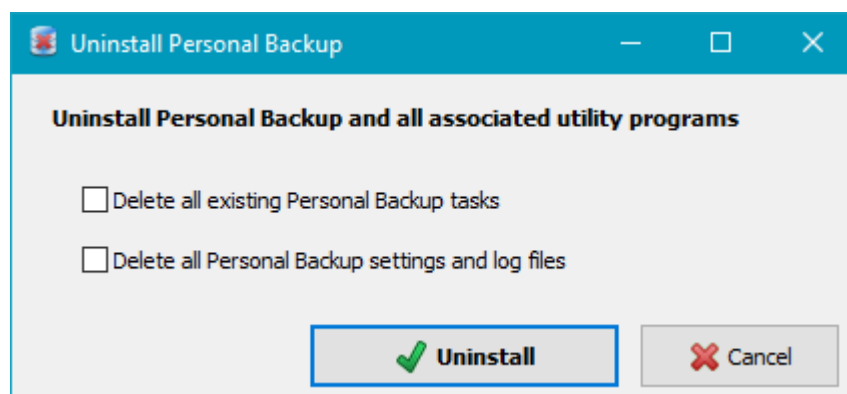 Uninstall Personal Backup
Uninstall Personal Backup and all associated utility programs
Delete all existing Personal Backup tasks
Delete all Personal Backup settings and log files
Uninstall
Cancel